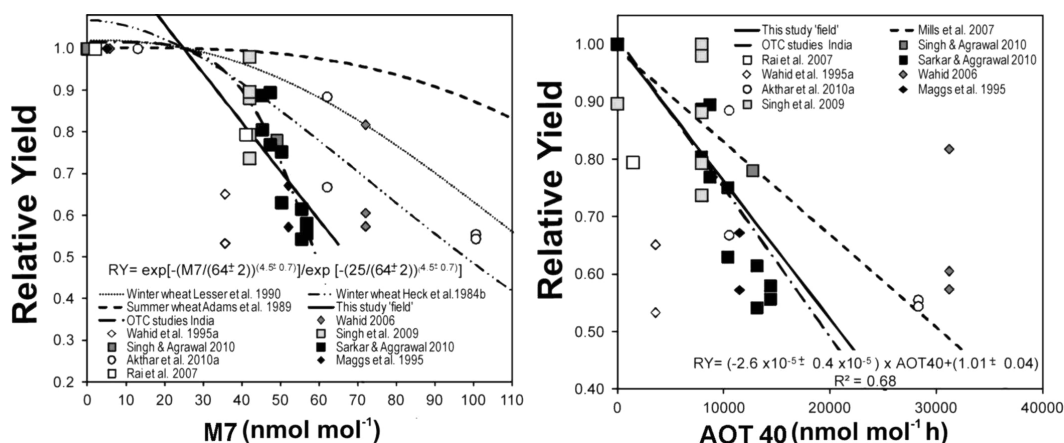 Relative Yield
1.0
0.9
0.8
0.7
0.6
0.5
0.4
0.3
0.2
RY= exp[-(M7/(64± 2))(4.5± 0.7)]/exp [-(25/(64± 2))(4.5± 0.7)]
Winter wheat Lesser et al. 1990
Winter wheat Heck et al.1984b
Summer wheat Adams et al. 1989
This study 'field'
OTC studies India
Wahid 2006
Wahid et al. 1995a
Singh et al. 2009
Singh & Agrawal 2010
Sarkar & Aggrawal 2010
Akthar et al. 2010a
Maggs et al. 1995
Rai et al. 2007
0 10 20 30 40 50 60 70 80 90 100 110
M7 (nmol mol⁻¹)
Relative Yield
1.00
0.90
0.80
0.70
0.60
0.50
0.40
This study 'field'
Mills et al. 2007
OTC studies India
Singh & Agrawal 2010
Rai et al. 2007
Sarkar & Aggrawal 2010
Wahid et al. 1995a
Wahid 2006
Akthar et al. 2010a
Maggs et al. 1995
Singh et al. 2009
RY= (-2.6 x10⁻⁵ ± 0.4 x10⁻⁵) x AOT40+(1.01± 0.04)
R² = 0.68
0 10000 20000 30000 40000
AOT 40 (nmol mol⁻¹ h)